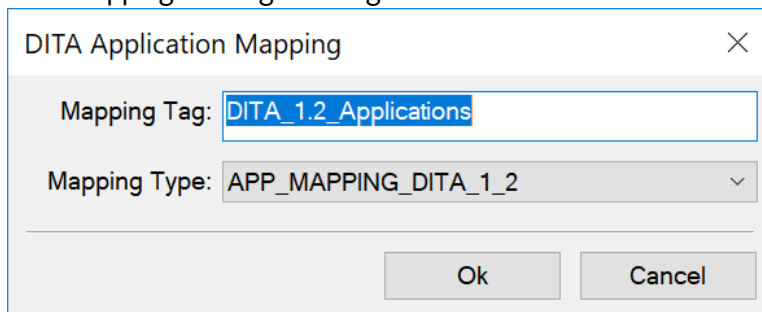 DITA Application Mapping
Mapping Tag: DITA_1.2_Applications
Mapping Type: APP_MAPPING_DITA_1_2
Ok Cancel